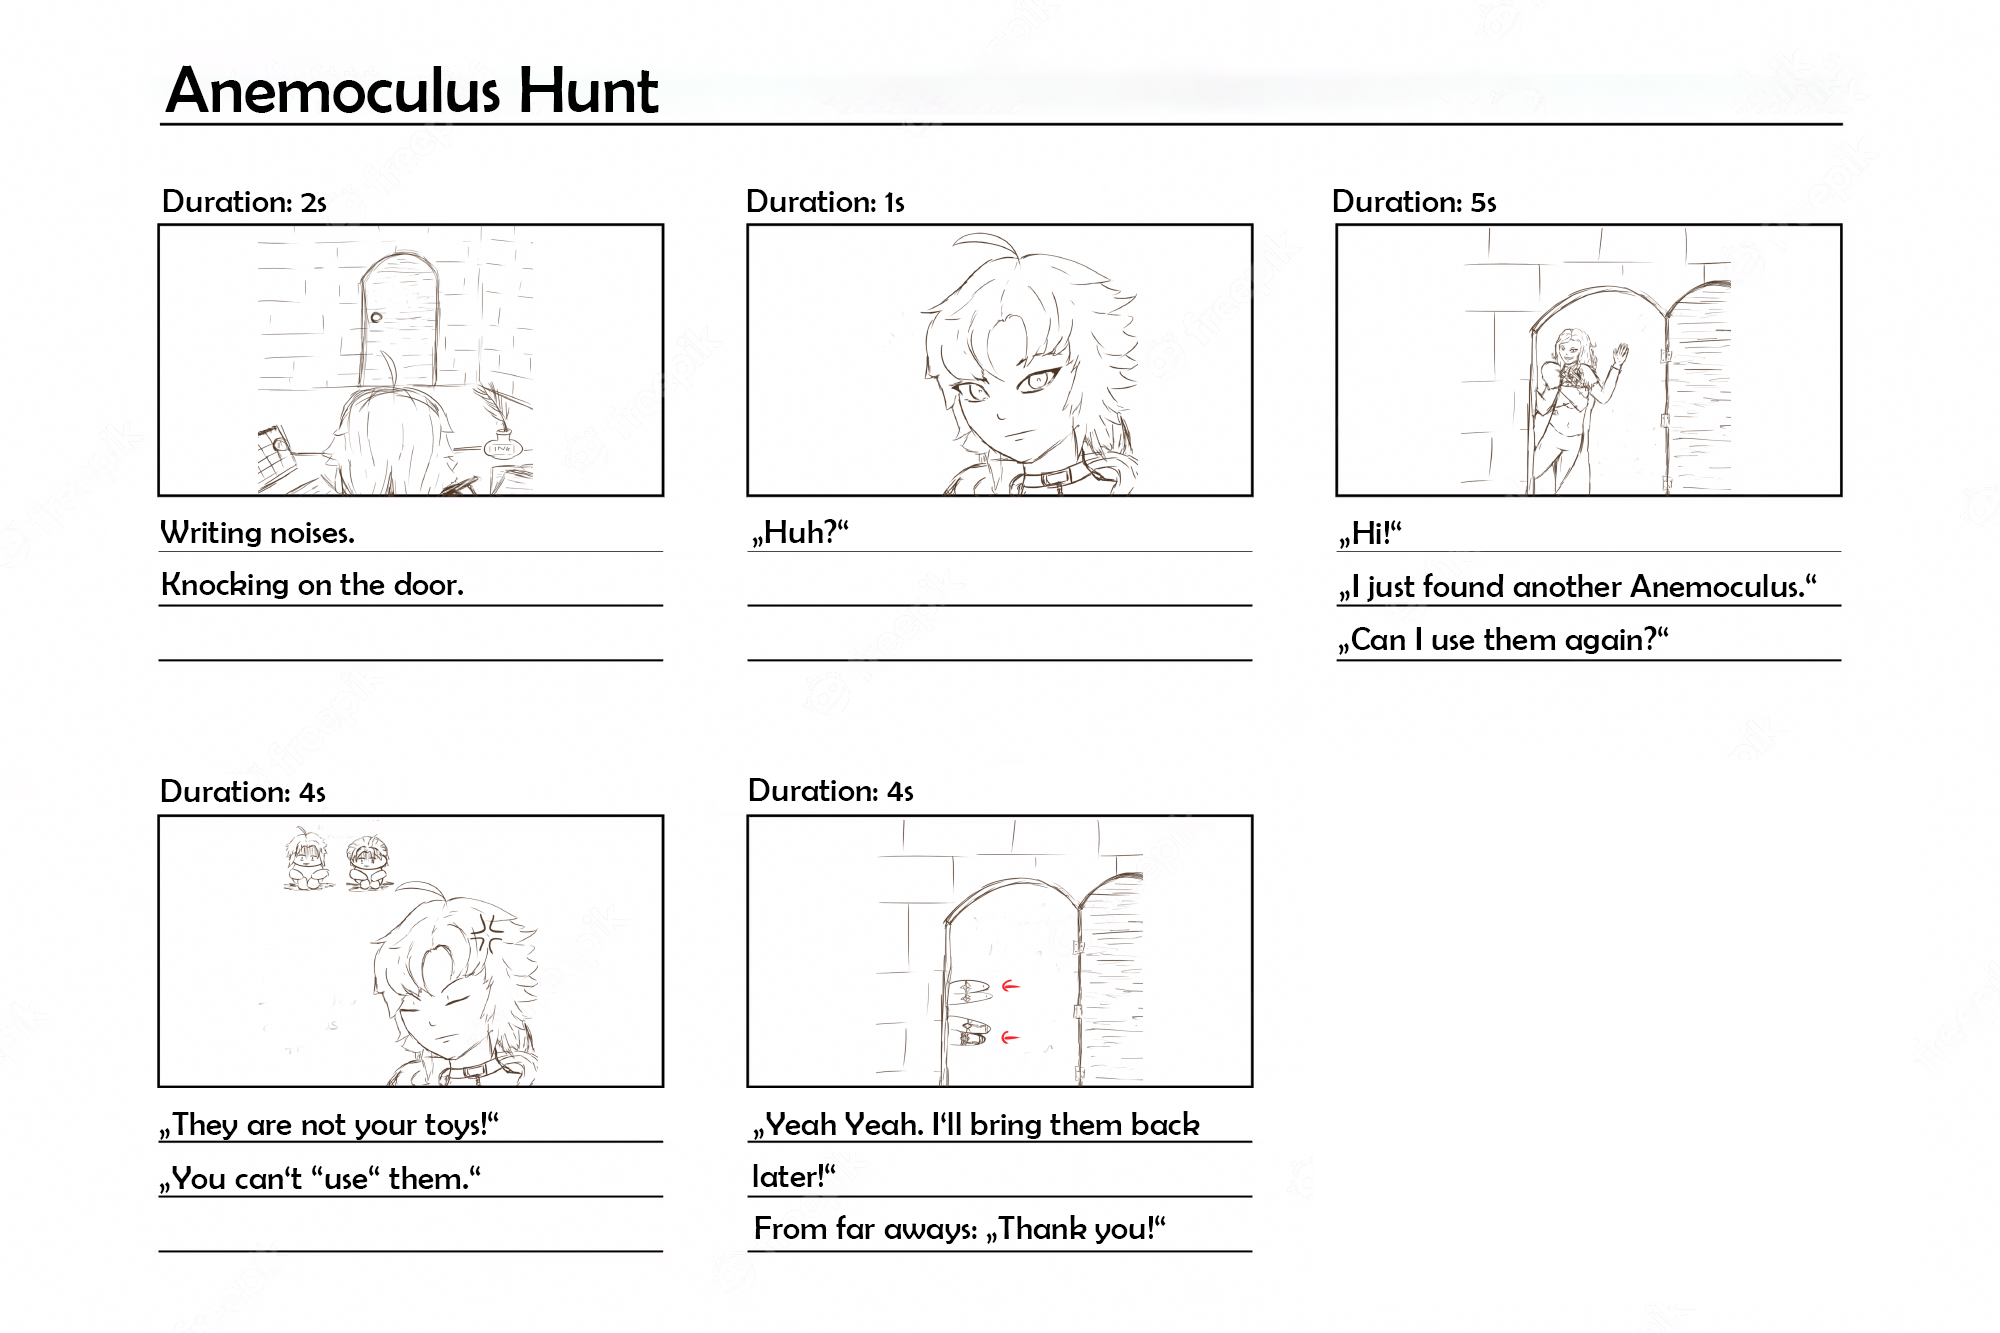 Anemoculus Hunt
Duration: 2s
Duration: 1s
Duration: 5s
INK
Writing noises.
Knocking on the door.
„Huh?“
„Hi!“
„I just found another Anemoculus.“
„Can I use them again?“
Duration: 4s
Duration: 4s
„They are not your toys!“
„You can‘t “use“ them.“
„Yeah Yeah. I‘ll bring them back
later!“
From far aways: „Thank you!“
freepik